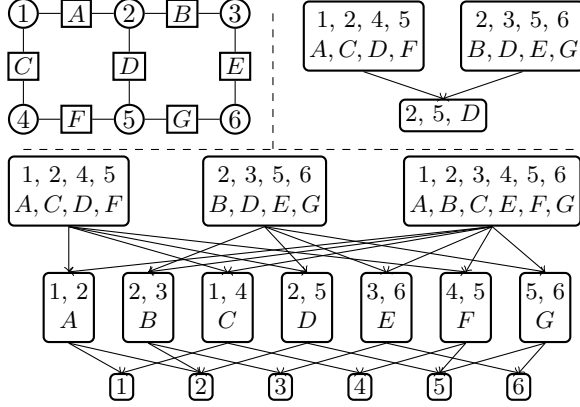 1 A 2 B 3
C D E
4 F 5 G 6
1, 2, 4, 5
A, C, D, F
2, 3, 5, 6
B, D, E, G
2, 5, D
1, 2, 4, 5
A, C, D, F
2, 3, 5, 6
B, D, E, G
1, 2, 3, 4, 5, 6
A, B, C, E, F, G
1, 2
A
2, 3
B
1, 4
C
2, 5
D
3, 6
E
4, 5
F
5, 6
G
1 2 3 4 5 6